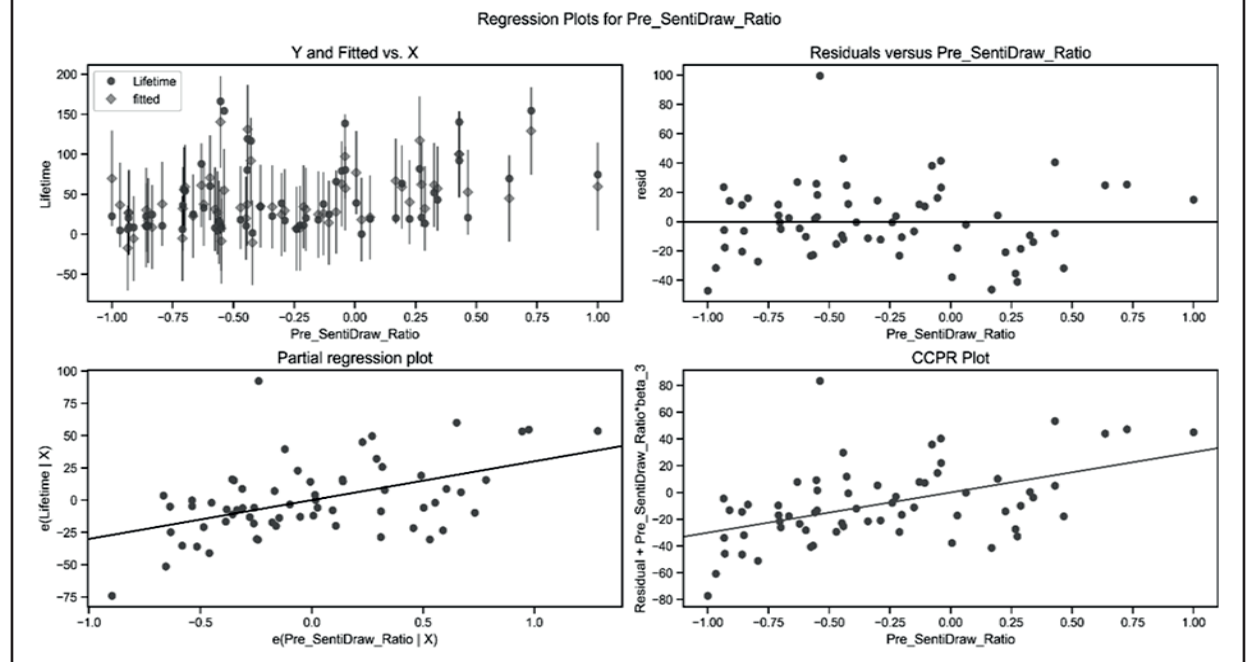 Regression Plots for Pre_SentiDraw_Ratio
Y and Fitted vs. X
Lifetime
fitted
200
150
100
50
0
−50
Lifetime
−1.00 −0.75 −0.50 −0.25 0.00 0.25 0.50 0.75 1.00
Pre_SentiDraw_Ratio
Residuals versus Pre_SentiDraw_Ratio
100
80
60
40
20
0
−20
−40
resid
−1.00 −0.75 −0.50 −0.25 0.00 0.25 0.50 0.75 1.00
Pre_SentiDraw_Ratio
Partial regression plot
100
75
50
25
0
−25
−50
−75
e(Lifetime | X)
−1.0 −0.5 0.0 0.5 1.0
e(Pre_SentiDraw_Ratio | X)
CCPR Plot
80
60
40
20
0
−20
−40
−60
−80
Residual + Pre_SentiDraw_Ratio*beta_3
−1.00 −0.75 −0.50 −0.25 0.00 0.25 0.50 0.75 1.00
Pre_SentiDraw_Ratio